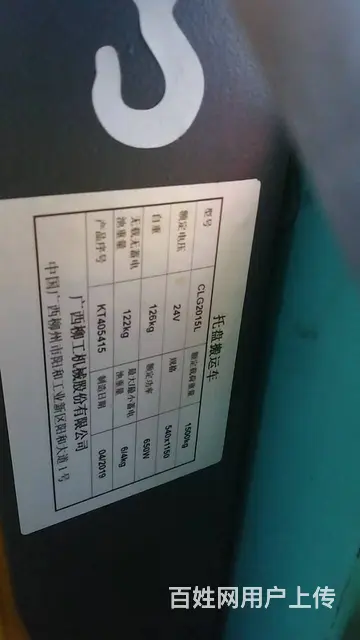 托盘搬运车
型号 CLG2015L 额定载荷重量 1500kg
额定电压 24V 规格 540x1150
自重 126kg 额定功率 650W
无载无蓄电池重量 122kg 最大最小蓄电池重量 6/4kg
产品序号 KT405415 制造日期 04/2019
广西柳工机械股份有限公司
中国广西柳州市阳和工业新区阳和大道1号
百姓网用户上传